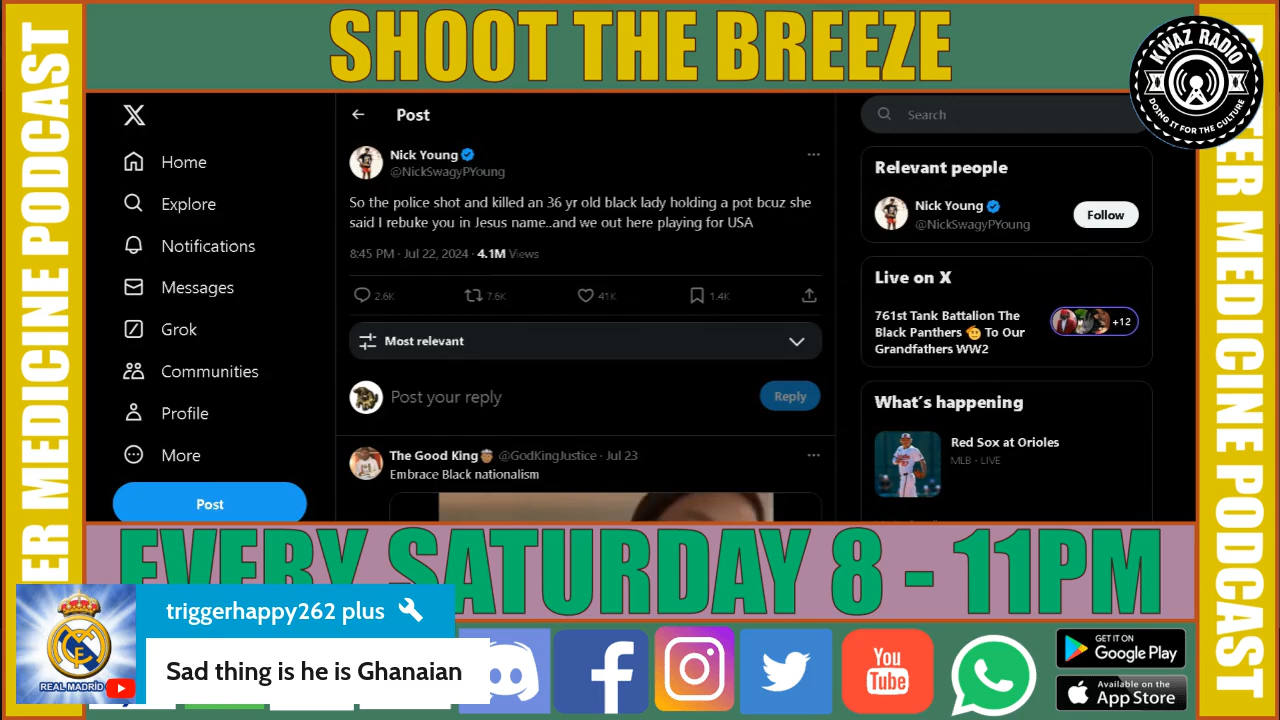 SHOOT THE BREEZE
KWAZ RADIO
DOING IT FOR THE CULTURE
ER MEDICINE PODCAST
TER MEDICINE PODCAST
Home
Explore
Notifications
Messages
Grok
Communities
Profile
More
Post
Post
Nick Young
@NickSwagyPYoung
So the police shot and killed an 36 yr old black lady holding a pot bcuz she
said I rebuke you in Jesus name..and we out here playing for USA
8:45 PM · Jul 22, 2024 · 4.1M Views
2.6K 7.6K 41K 1.4K
Most relevant
Post your reply
Reply
The Good King @GodKingJustice · Jul 23
Embrace Black nationalism
Search
Relevant people
Nick Young
@NickSwagyPYoung
Follow
Live on X
761st Tank Battalion The
Black Panthers To Our
Grandfathers WW2
+12
What's happening
Red Sox at Orioles
MLB · LIVE
EVERY SATURDAY 8 - 11PM
triggerhappy262 plus
Sad thing is he is Ghanaian
REAL MADRID
You
Tube
GET IT ON
Google Play
Available on the
App Store